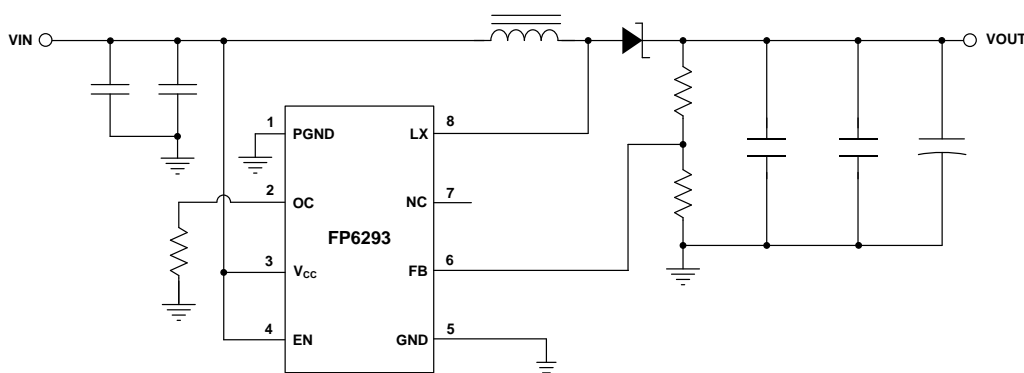 VIN
VOUT
1
PGND
LX
8
2
OC
NC
7
FP6293
3
VCC
FB
6
4
EN
GND
5